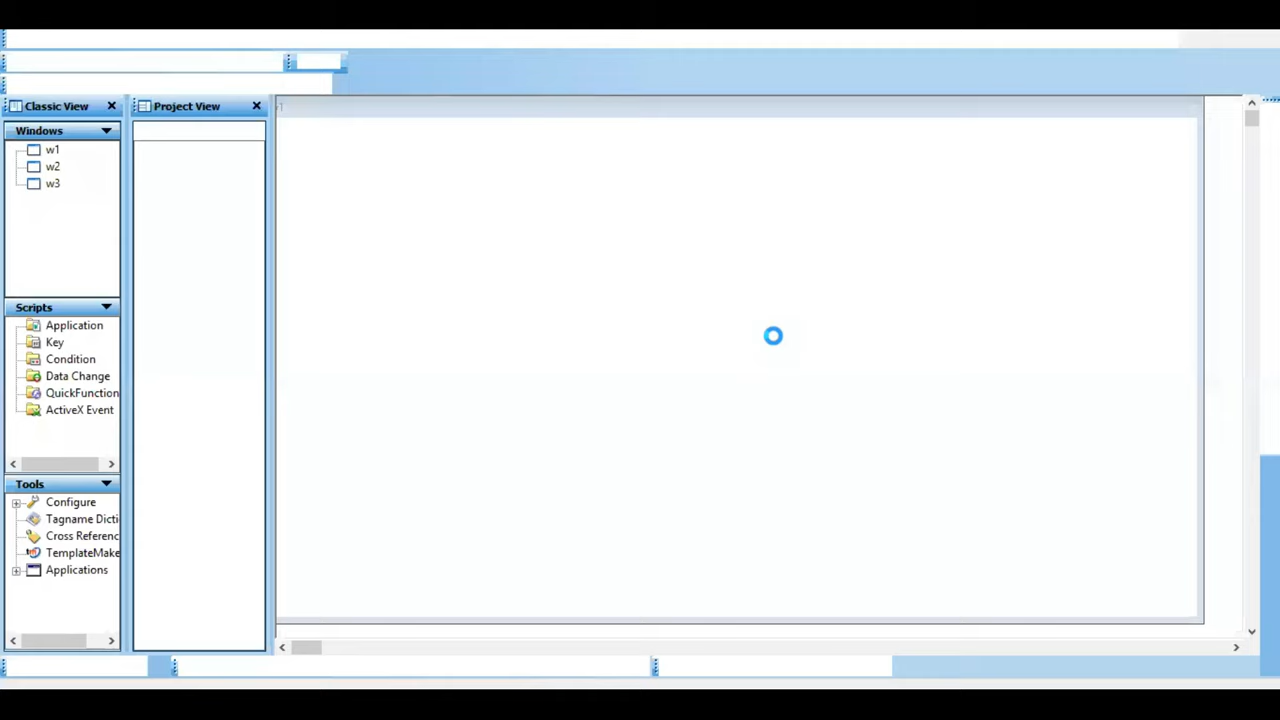 Classic View
Project View
Windows
w1
w2
w3
Scripts
Application
Key
Condition
Data Change
QuickFunction
ActiveX Event
Tools
Configure
Tagname Dicti
Cross Referenc
TemplateMake
Applications